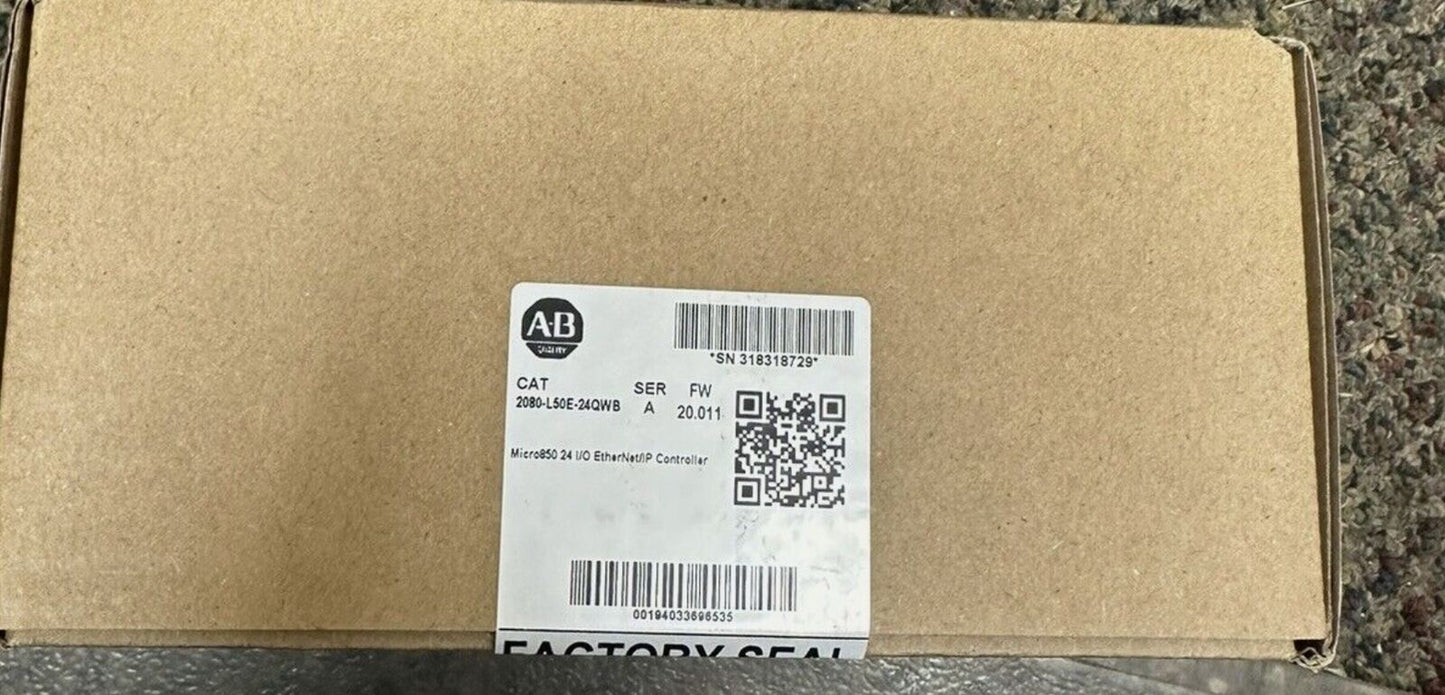 A-B
QUALITY
*SN 318318729*
CAT SER FW
2080-L50E-24QWB A 20.011
Micro850 24 I/O EtherNet/IP Controller
00194033696535
FACTORY SEAL